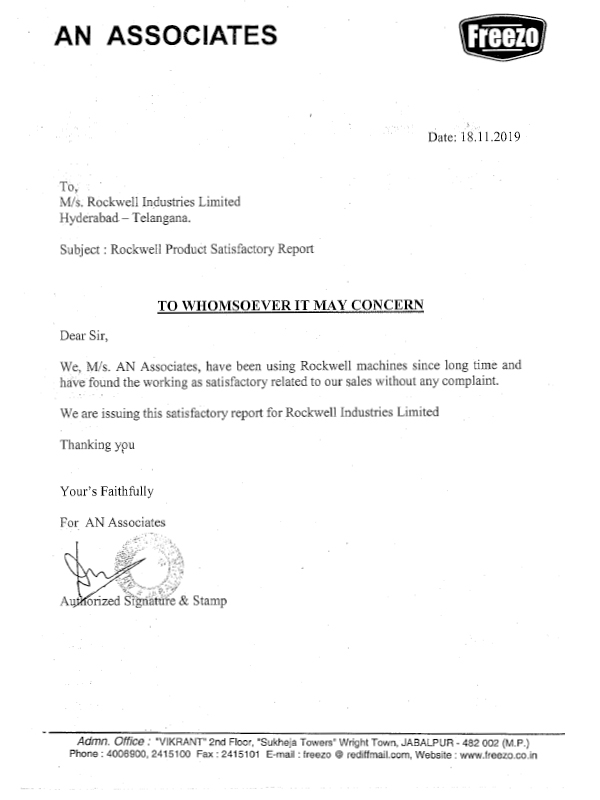 AN ASSOCIATES
Freezo
Date: 18.11.2019
To,
M/s. Rockwell Industries Limited
Hyderabad – Telangana.
Subject : Rockwell Product Satisfactory Report
TO WHOMSOEVER IT MAY CONCERN
Dear Sir,
We, M/s. AN Associates, have been using Rockwell machines since long time and
have found the working as satisfactory related to our sales without any complaint.
We are issuing this satisfactory report for Rockwell Industries Limited
Thanking you
Your's Faithfully
For AN Associates
Authorized Signature & Stamp
Admn. Office : "VIKRANT" 2nd Floor, "Sukheja Towers" Wright Town, JABALPUR - 482 002 (M.P.)
Phone : 4006900, 2415100 Fax : 2415101 E-mail : freezo @ rediffmail.com, Website : www.freezo.co.in